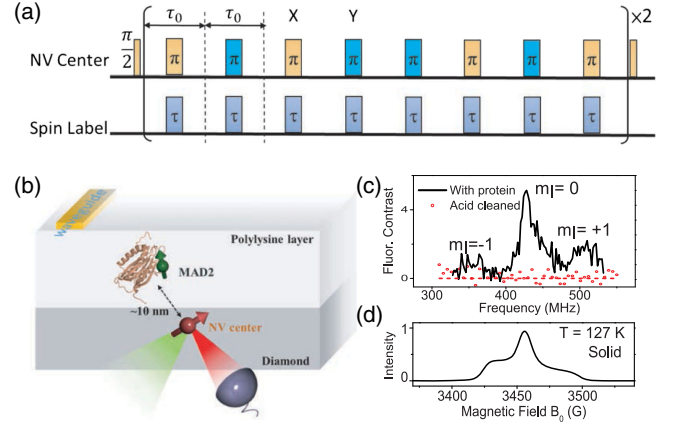 (a)
τ₀ τ₀ X Y ×2
π/2 π π π π π π π π
NV Center
τ τ τ τ τ τ τ τ
Spin Label
(b)
waveguide
Polylysine layer
MAD2
~10 nm
NV center
Diamond
(c)
With protein
Acid cleaned
mI= 0
mI=-1
mI= +1
Fluor. Contrast
4
0
300 400 500
Frequency (MHz)
(d)
T = 127 K
Solid
Intensity
1
0
3400 3450 3500
Magnetic Field B₀ (G)